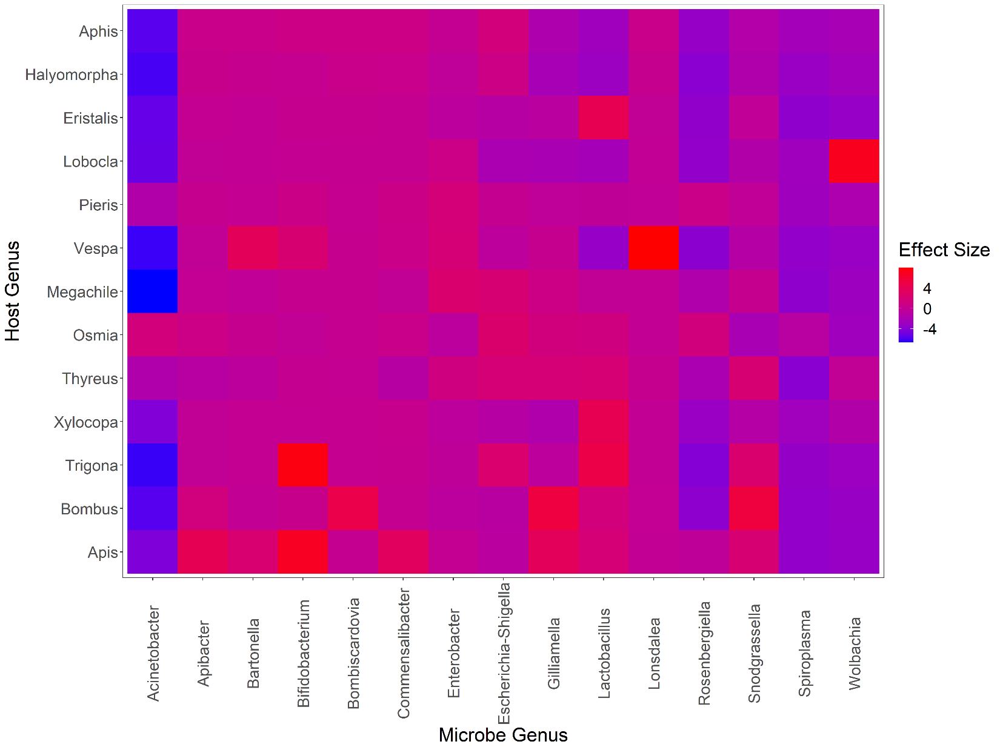 Host Genus
Aphis
Halyomorpha
Eristalis
Lobocla
Pieris
Vespa
Megachile
Osmia
Thyreus
Xylocopa
Trigona
Bombus
Apis
Acinetobacter
Apibacter
Bartonella
Bifidobacterium
Bombiscardovia
Commensalibacter
Enterobacter
Escherichia-Shigella
Gilliamella
Lactobacillus
Lonsdalea
Rosenbergiella
Snodgrassella
Spiroplasma
Wolbachia
Microbe Genus
Effect Size
4
0
-4